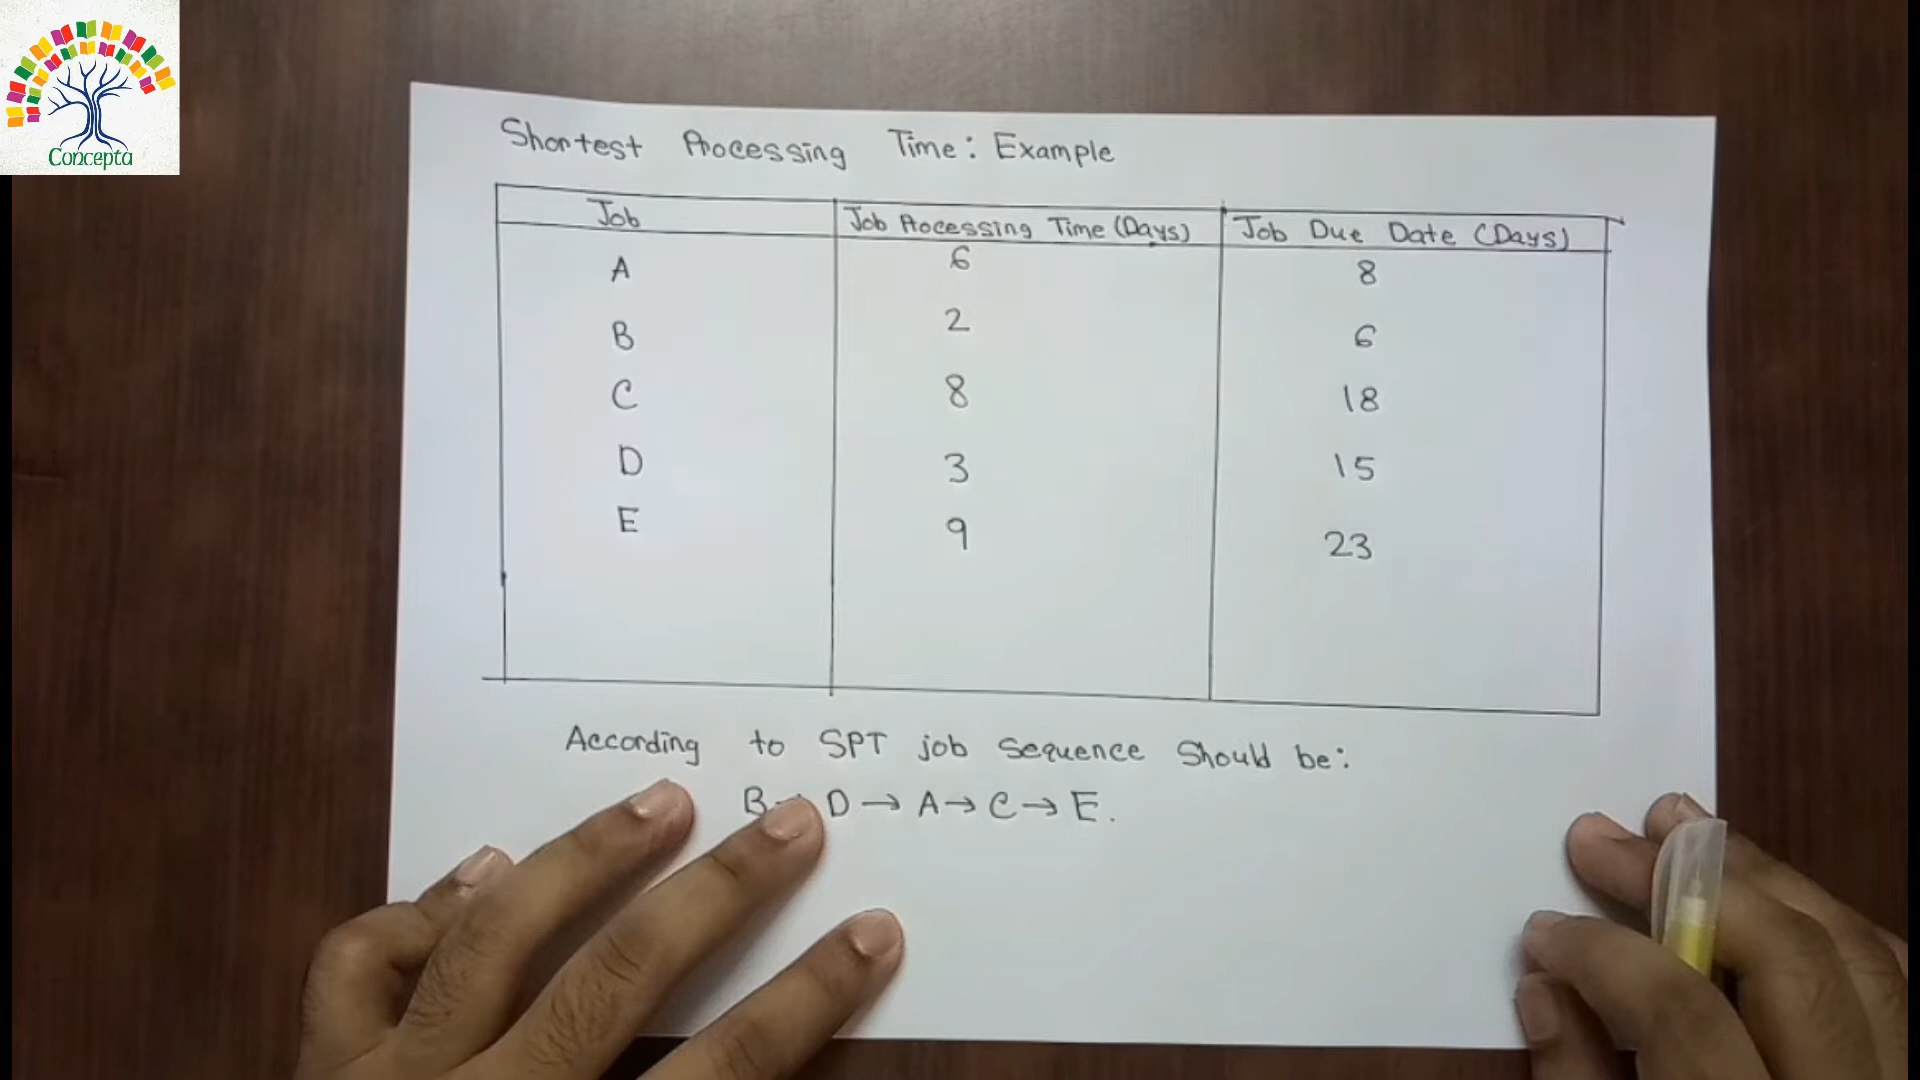 Concepta
Shortest Processing Time: Example
Job Job Processing Time (Days) Job Due Date (Days)
A 6 8
B 2 6
C 8 18
D 3 15
E 9 23
According to SPT job sequence should be:
B → D → A → C → E.